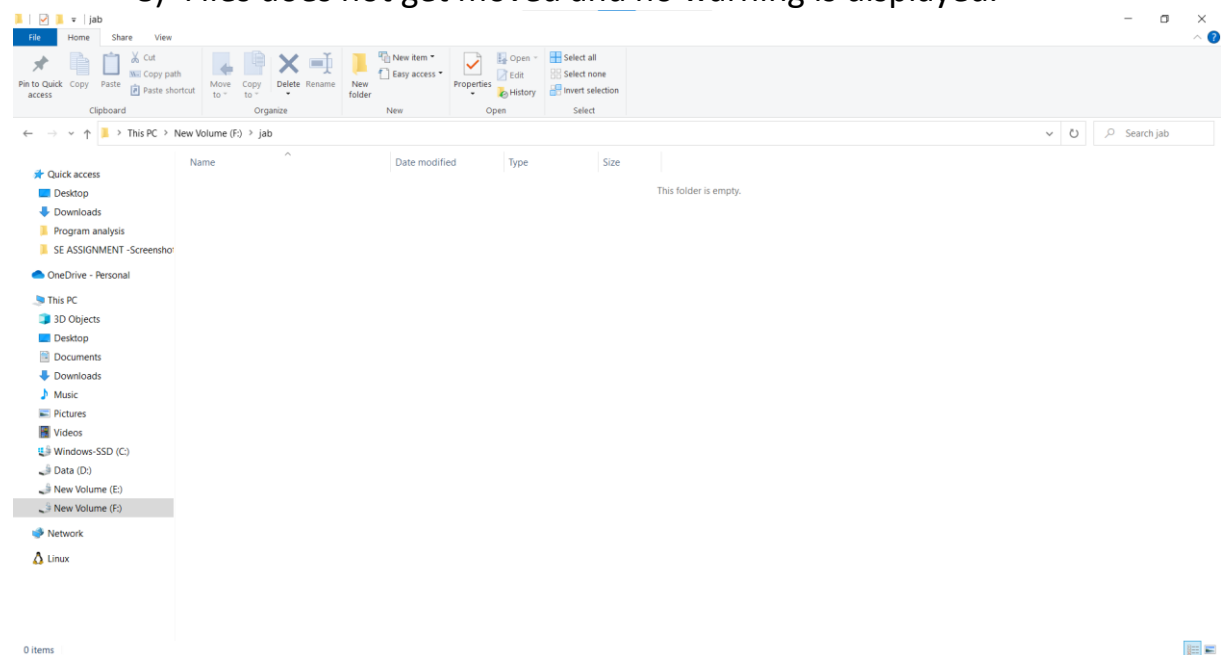 Files does not get moved and no warning is displayed.
jab
File Home Share View
Pin to Quick access
Copy
Paste
Cut
Copy path
Paste shortcut
Clipboard
Move to
Copy to
Delete
Rename
Organize
New folder
New item
Easy access
New
Properties
Open
Edit
History
Open
Select all
Select none
Invert selection
Select
This PC > New Volume (F:) > jab
Search jab
Name Date modified Type Size
This folder is empty.
Quick access
Desktop
Downloads
Program analysis
SE ASSIGNMENT -Screenshot
OneDrive - Personal
This PC
3D Objects
Desktop
Documents
Downloads
Music
Pictures
Videos
Windows-SSD (C:)
Data (D:)
New Volume (E:)
New Volume (F:)
Network
Linux
0 items